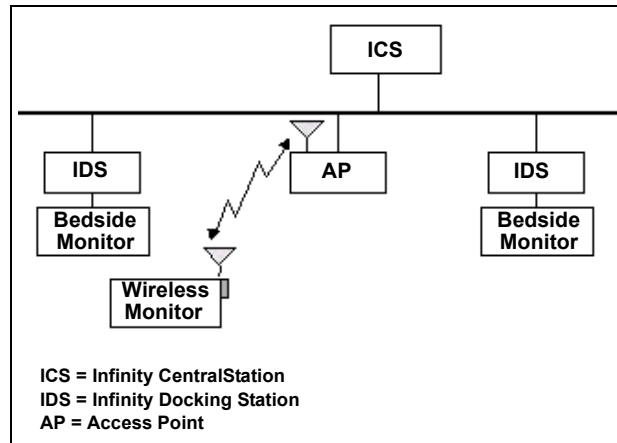 ICS
IDS
AP
IDS
Bedside
Monitor
Bedside
Monitor
Wireless
Monitor
ICS = Infinity CentralStation
IDS = Infinity Docking Station
AP = Access Point